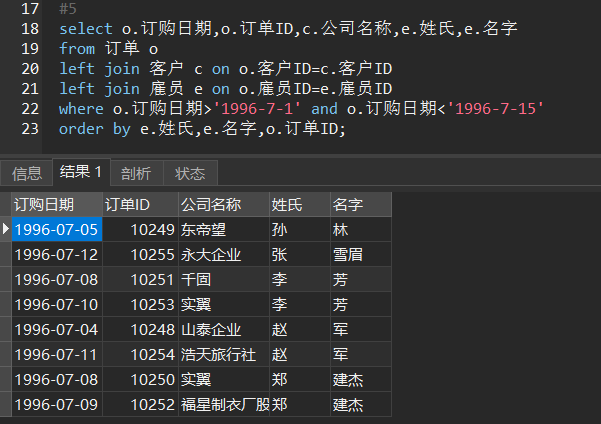 17 #5
18 select o.订购日期,o.订单ID,c.公司名称,e.姓氏,e.名字
19 from 订单 o
20 left join 客户 c on o.客户ID=c.客户ID
21 left join 雇员 e on o.雇员ID=e.雇员ID
22 where o.订购日期>'1996-7-1' and o.订购日期<'1996-7-15'
23 order by e.姓氏,e.名字,o.订单ID;
信息 结果 1 剖析 状态
订购日期 订单ID 公司名称 姓氏 名字
1996-07-05 10249 东帝望 孙 林
1996-07-12 10255 永大企业 张 雪眉
1996-07-08 10251 千固 李 芳
1996-07-10 10253 实翼 李 芳
1996-07-04 10248 山泰企业 赵 军
1996-07-11 10254 浩天旅行社 赵 军
1996-07-08 10250 实翼 郑 建杰
1996-07-09 10252 福星制衣厂股 郑 建杰